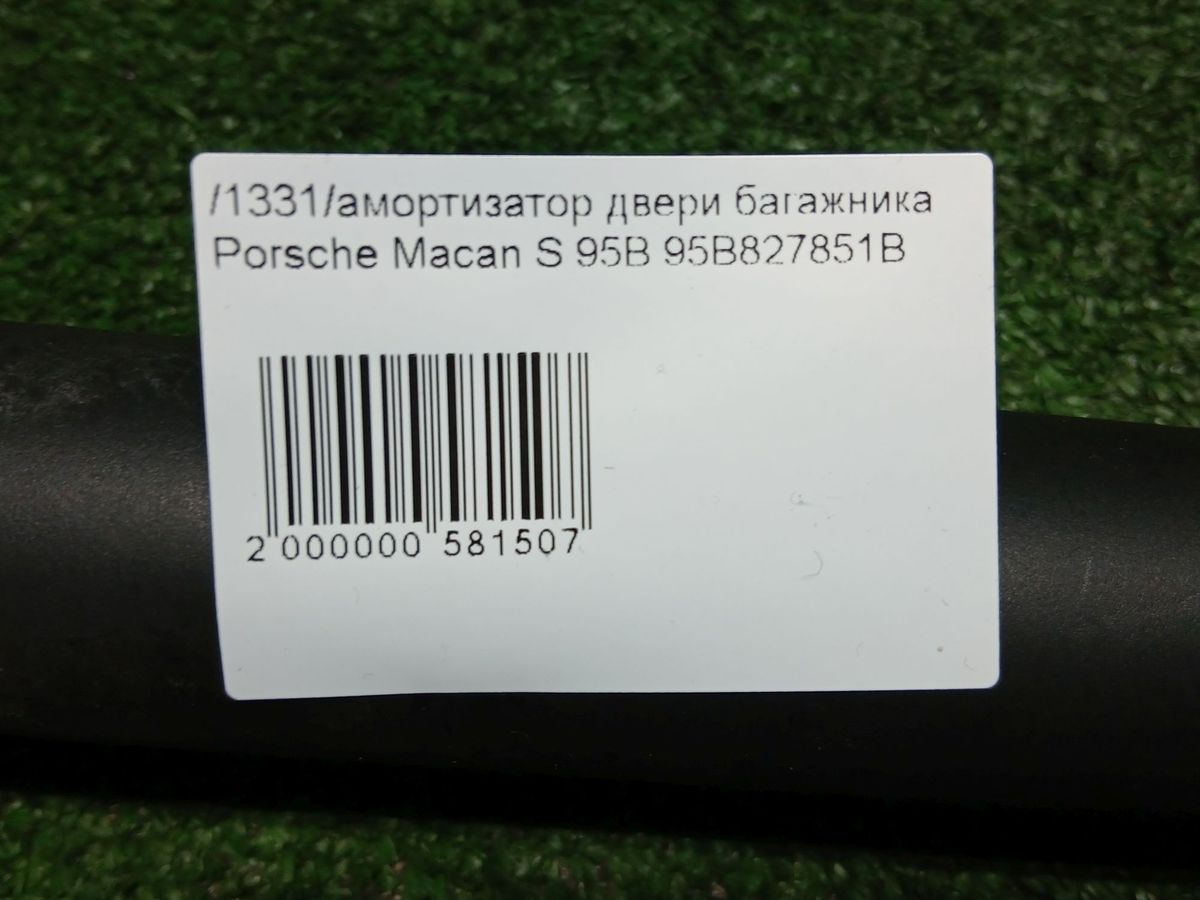 /1331/амортизатор двери багажника
Porsche Macan S 95B 95B827851B
2 000000 581507